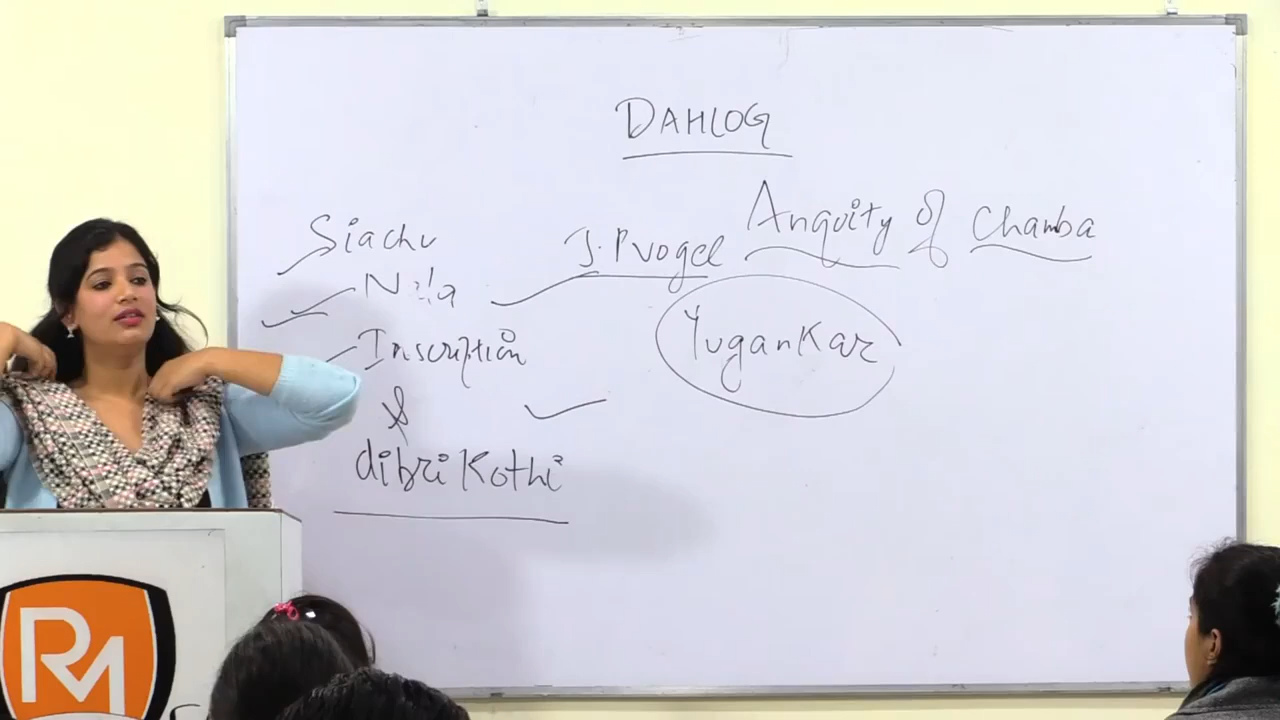 DAHLOG
Siachu
Nila
Inscription
&
dibri Kothi
J. P Vogel
Anquity of Chamba
YuganKar
RM